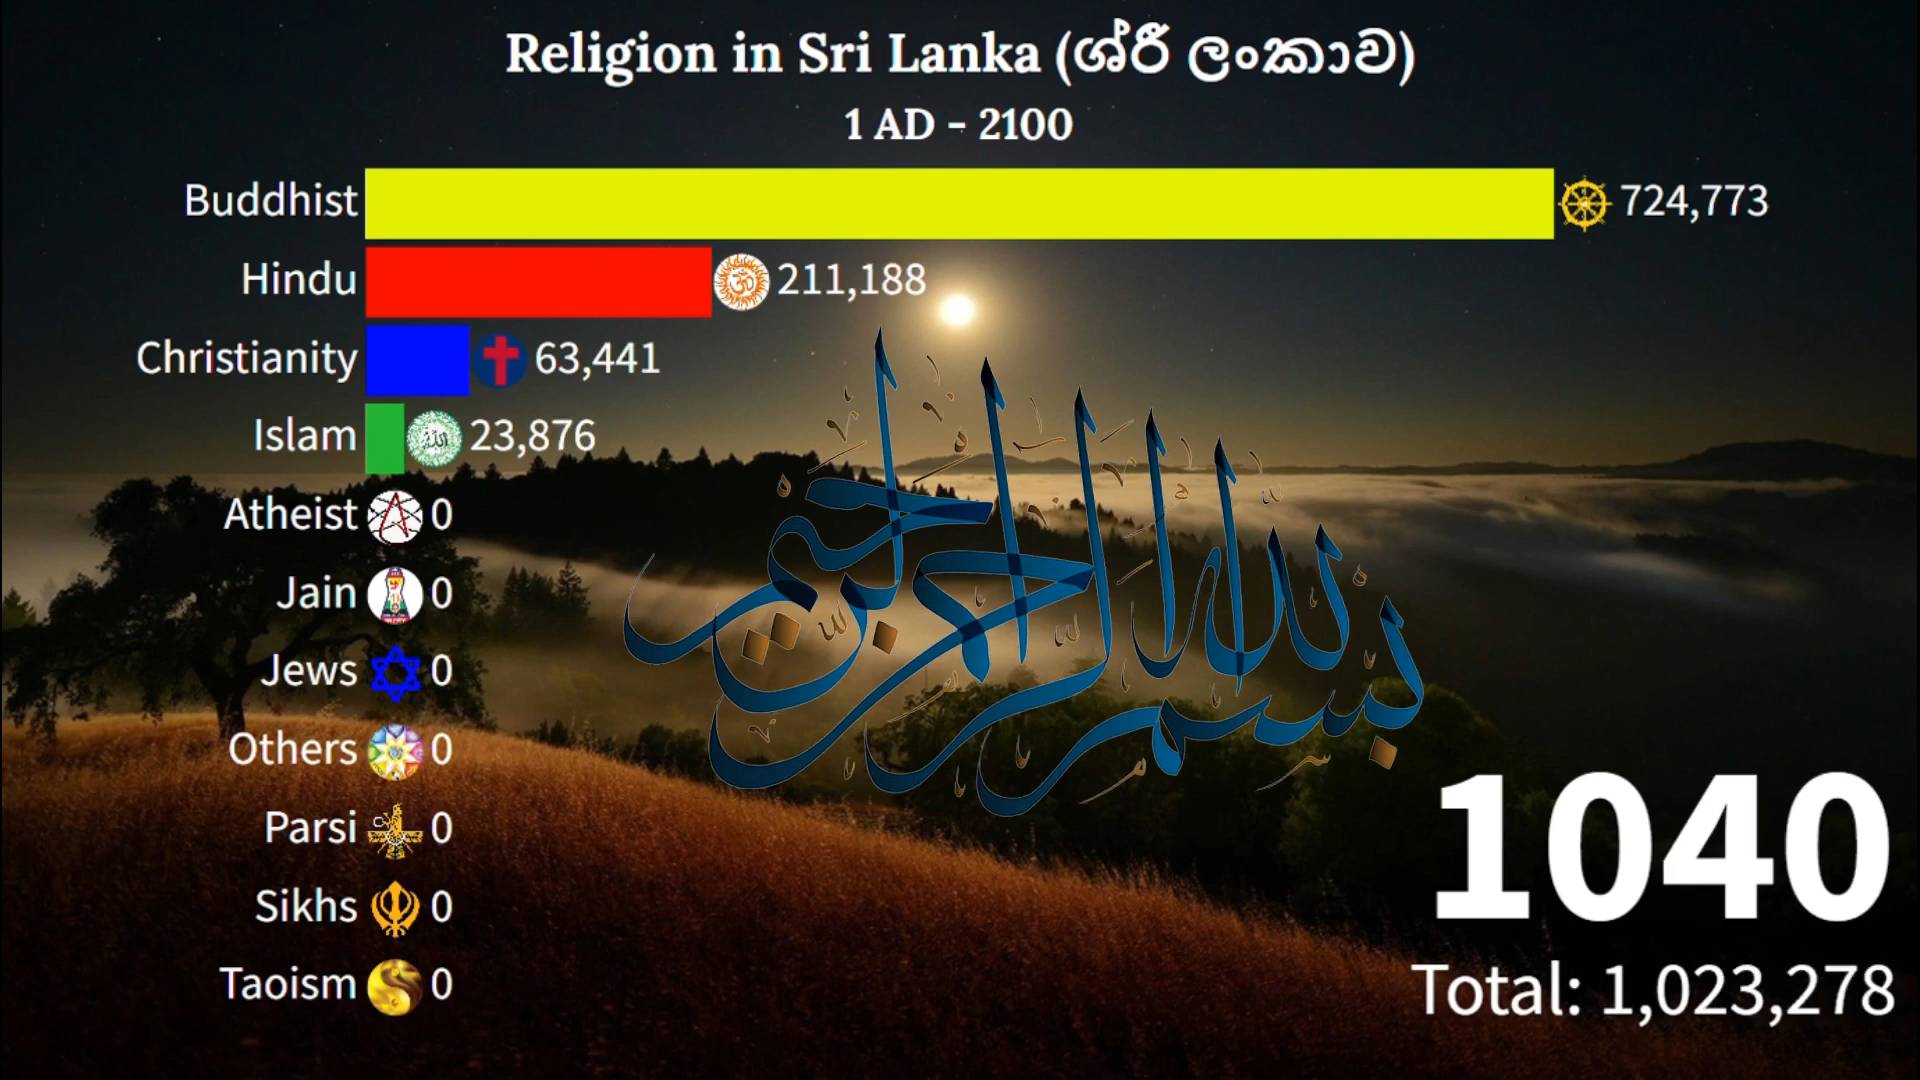 Religion in Sri Lanka (ශ්රී ලංකාව)
1 AD - 2100
Buddhist 724,773
Hindu 211,188
Christianity 63,441
Islam 23,876
Atheist 0
Jain 0
Jews 0
Others 0
Parsi 0
Sikhs 0
Taoism 0
بسم الله الرحمن الرحيم
1040
Total: 1,023,278